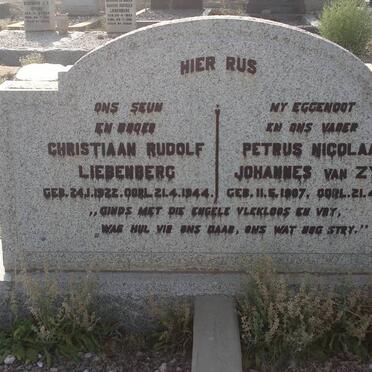 HIER RUS
ONS SEUN
EN BROER
CHRISTIAAN RUDOLF
LIEBENBERG
GEB. 24.1.1922. OORL. 21.4.1944.
MY EGGENOOT
EN ONS VADER
PETRUS NICOLAA
JOHANNES VAN ZY
GEB. 11.5.1907. OORL. 21.4
„GINDS MET DIE ENGELE VLEKLOOS EN VRY,
WAG HUL VIR ONS DAAR, ONS WAT NOG STRY."